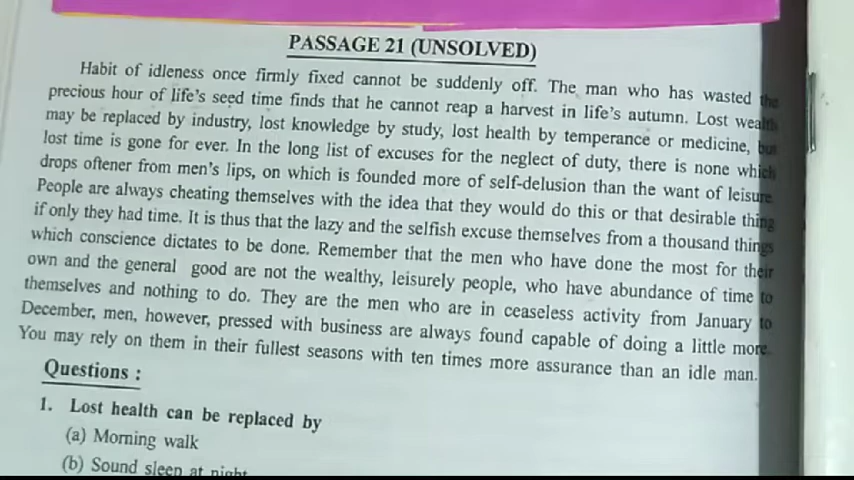 PASSAGE 21 (UNSOLVED)
Habit of idleness once firmly fixed cannot be suddenly off. The man who has wasted the
precious hour of life's seed time finds that he cannot reap a harvest in life's autumn. Lost wealth
may be replaced by industry, lost knowledge by study, lost health by temperance or medicine, but
lost time is gone for ever. In the long list of excuses for the neglect of duty, there is none which
drops oftener from men's lips, on which is founded more of self-delusion than the want of leisure.
People are always cheating themselves with the idea that they would do this or that desirable thing
if only they had time. It is thus that the lazy and the selfish excuse themselves from a thousand things
which conscience dictates to be done. Remember that the men who have done the most for their
own and the general good are not the wealthy, leisurely people, who have abundance of time to
themselves and nothing to do. They are the men who are in ceaseless activity from January to
December, men, however, pressed with business are always found capable of doing a little more.
You may rely on them in their fullest seasons with ten times more assurance than an idle man.
Questions :
1. Lost health can be replaced by
(a) Morning walk
(b) Sound sleep at night